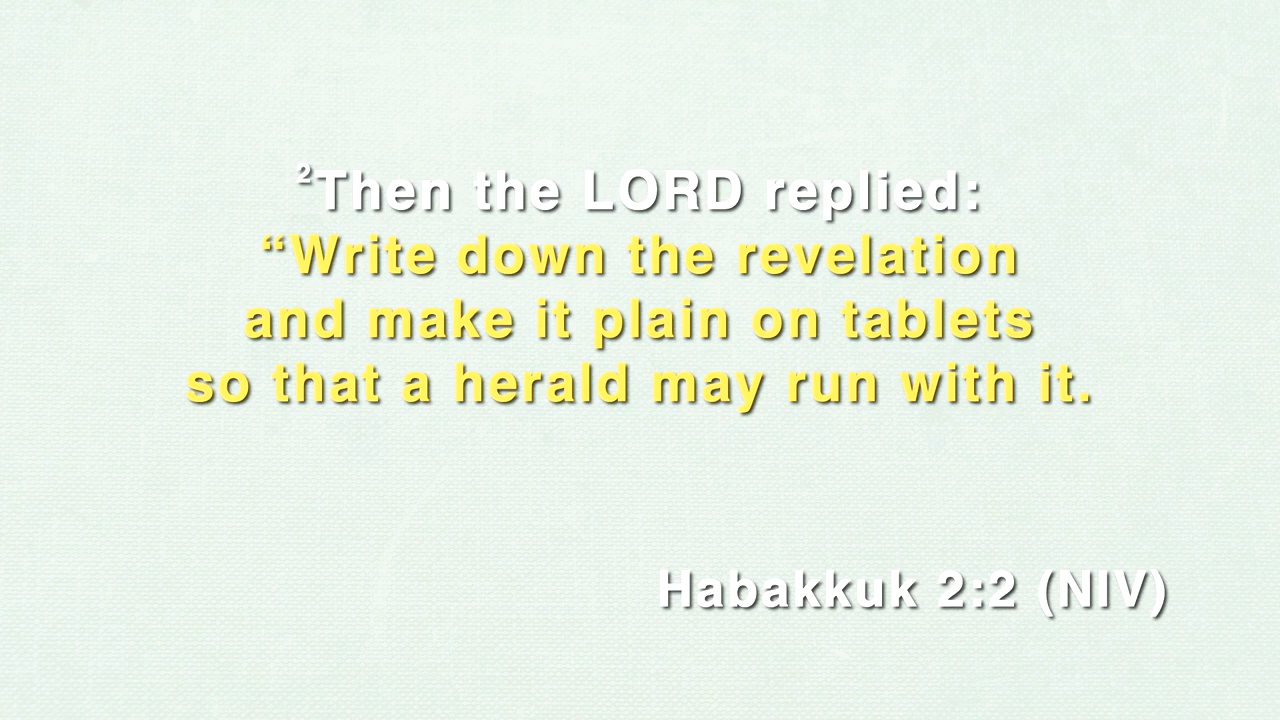 ²Then the LORD replied:
“Write down the revelation
and make it plain on tablets
so that a herald may run with it.
Habakkuk 2:2 (NIV)